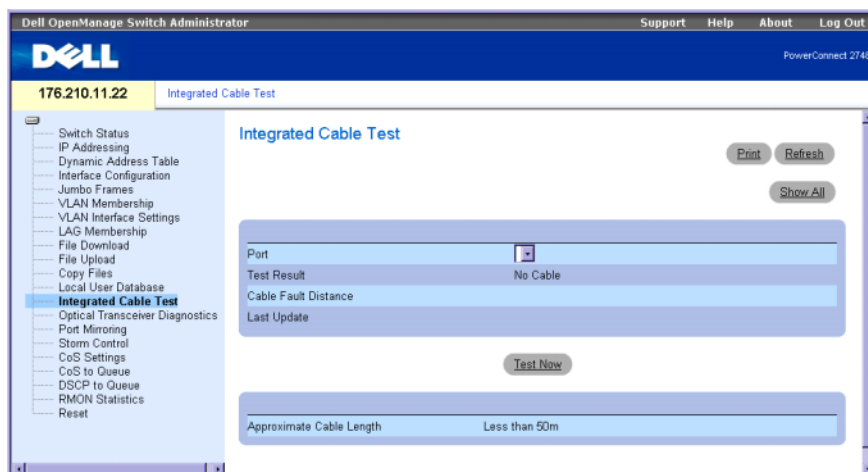 Dell OpenManage Switch Administrator
Support Help About Log Out
DELL
PowerConnect 2748
176.210.11.22
Integrated Cable Test
Switch Status
IP Addressing
Dynamic Address Table
Interface Configuration
Jumbo Frames
VLAN Membership
VLAN Interface Settings
LAG Membership
File Download
File Upload
Copy Files
Local User Database
Integrated Cable Test
Optical Transceiver Diagnostics
Port Mirroring
Storm Control
CoS Settings
CoS to Queue
DSCP to Queue
RMON Statistics
Reset
Integrated Cable Test
Print Refresh
Show All
Port
Test Result No Cable
Cable Fault Distance
Last Update
Test Now
Approximate Cable Length Less than 50m